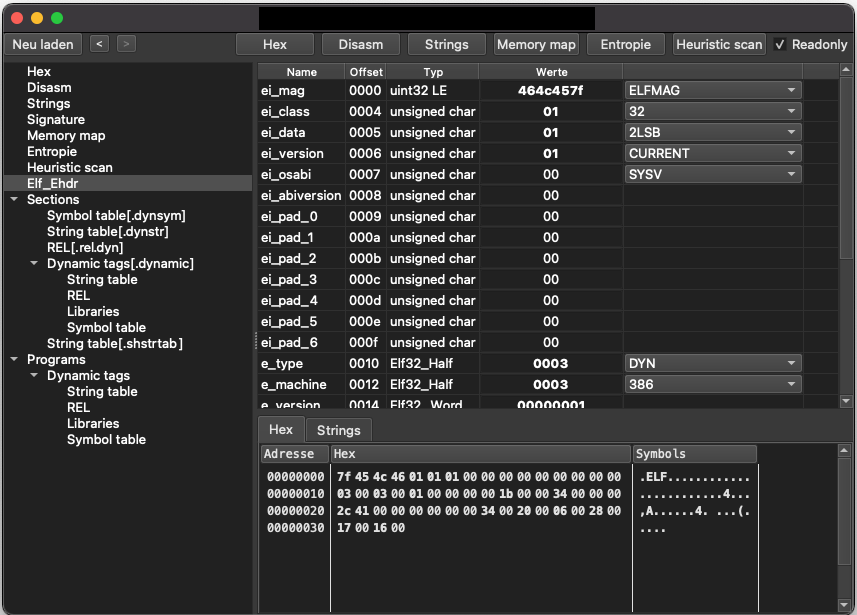 Neu laden < > Hex Disasm Strings Memory map Entropie Heuristic scan ✓ Readonly
Hex
Disasm
Strings
Signature
Memory map
Entropie
Heuristic scan
Elf_Ehdr
Sections
Symbol table[.dynsym]
String table[.dynstr]
REL[.rel.dyn]
Dynamic tags[.dynamic]
String table
REL
Libraries
Symbol table
String table[.shstrtab]
Programs
Dynamic tags
String table
REL
Libraries
Symbol table
Name Offset Typ Werte
ei_mag 0000 uint32 LE 464c457f ELFMAG
ei_class 0004 unsigned char 01 32
ei_data 0005 unsigned char 01 2LSB
ei_version 0006 unsigned char 01 CURRENT
ei_osabi 0007 unsigned char 00 SYSV
ei_abiversion 0008 unsigned char 00
ei_pad_0 0009 unsigned char 00
ei_pad_1 000a unsigned char 00
ei_pad_2 000b unsigned char 00
ei_pad_3 000c unsigned char 00
ei_pad_4 000d unsigned char 00
ei_pad_5 000e unsigned char 00
ei_pad_6 000f unsigned char 00
e_type 0010 Elf32_Half 0003 DYN
e_machine 0012 Elf32_Half 0003 386
e_version 0014 Elf32_Word 00000001
Hex Strings
Adresse Hex Symbols
00000000 7f 45 4c 46 01 01 01 00 00 00 00 00 00 00 00 00 .ELF............
00000010 03 00 03 00 01 00 00 00 00 1b 00 00 34 00 00 00 ............4...
00000020 2c 41 00 00 00 00 00 00 34 00 20 00 06 00 28 00 ,A......4. ...(.
00000030 17 00 16 00 ....